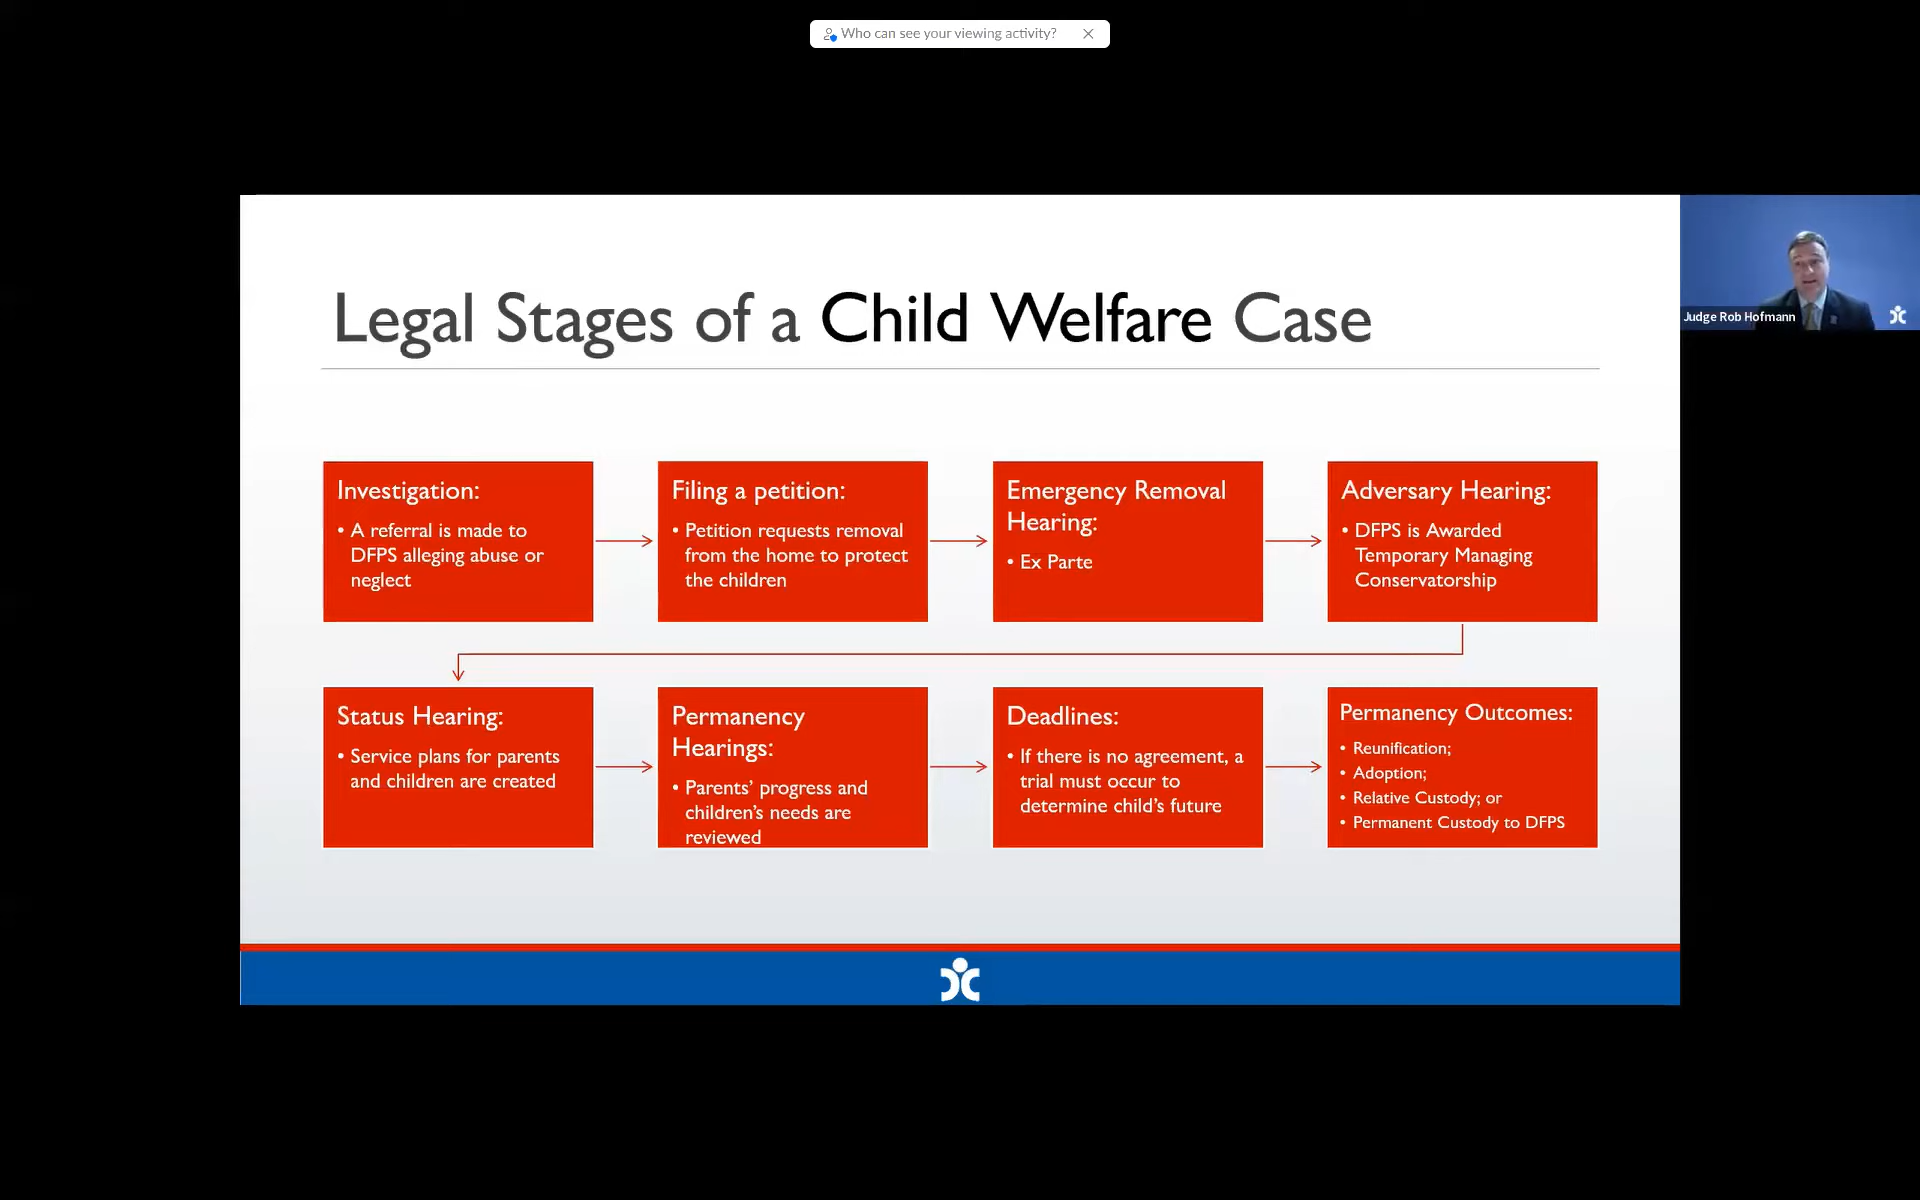 Who can see your viewing activity?
Legal Stages of a Child Welfare Case
Judge Rob Hofmann
Investigation:
• A referral is made to
DFPS alleging abuse or
neglect
Filing a petition:
• Petition requests removal
from the home to protect
the children
Emergency Removal
Hearing:
• Ex Parte
Adversary Hearing:
• DFPS is Awarded
Temporary Managing
Conservatorship
Status Hearing:
• Service plans for parents
and children are created
Permanency
Hearings:
• Parents’ progress and
children’s needs are
reviewed
Deadlines:
• If there is no agreement, a
trial must occur to
determine child’s future
Permanency Outcomes:
• Reunification;
• Adoption;
• Relative Custody; or
• Permanent Custody to DFPS